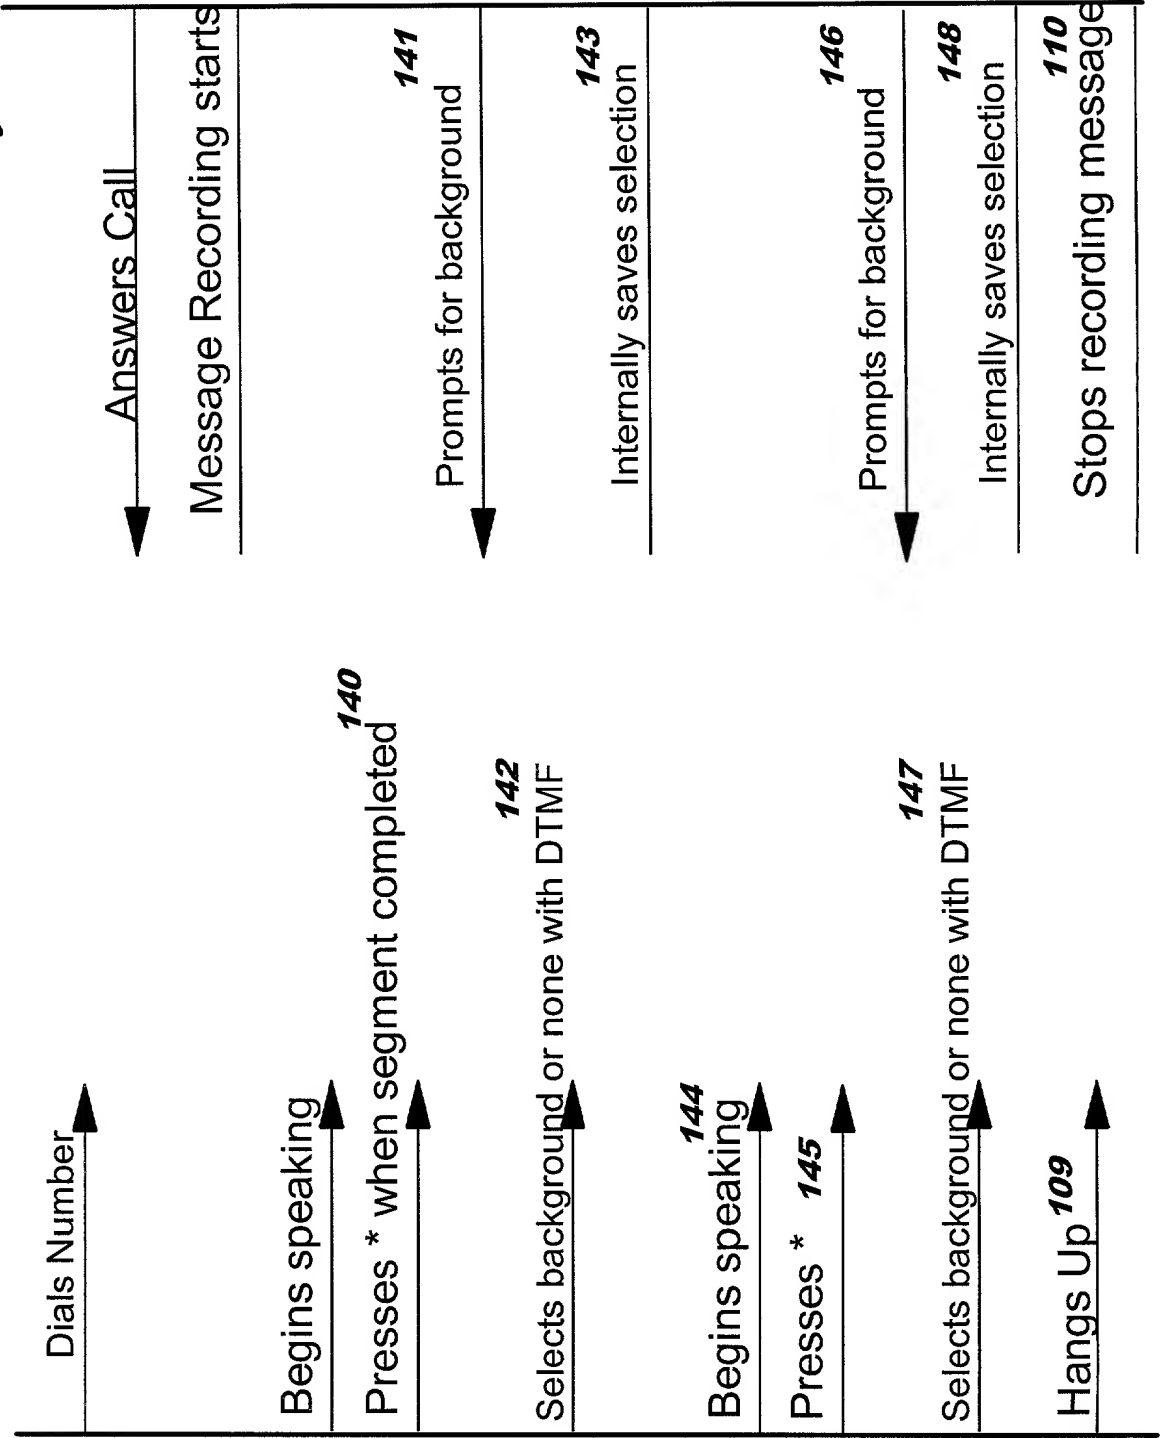 Dials Number
Answers Call
Message Recording starts
Begins speaking
140
Presses * when segment completed
141
Prompts for background
142
Selects background or none with DTMF
143
Internally saves selection
144
Begins speaking
145
Presses *
146
Prompts for background
147
Selects background or none with DTMF
148
Internally saves selection
109
Hangs Up
110
Stops recording message